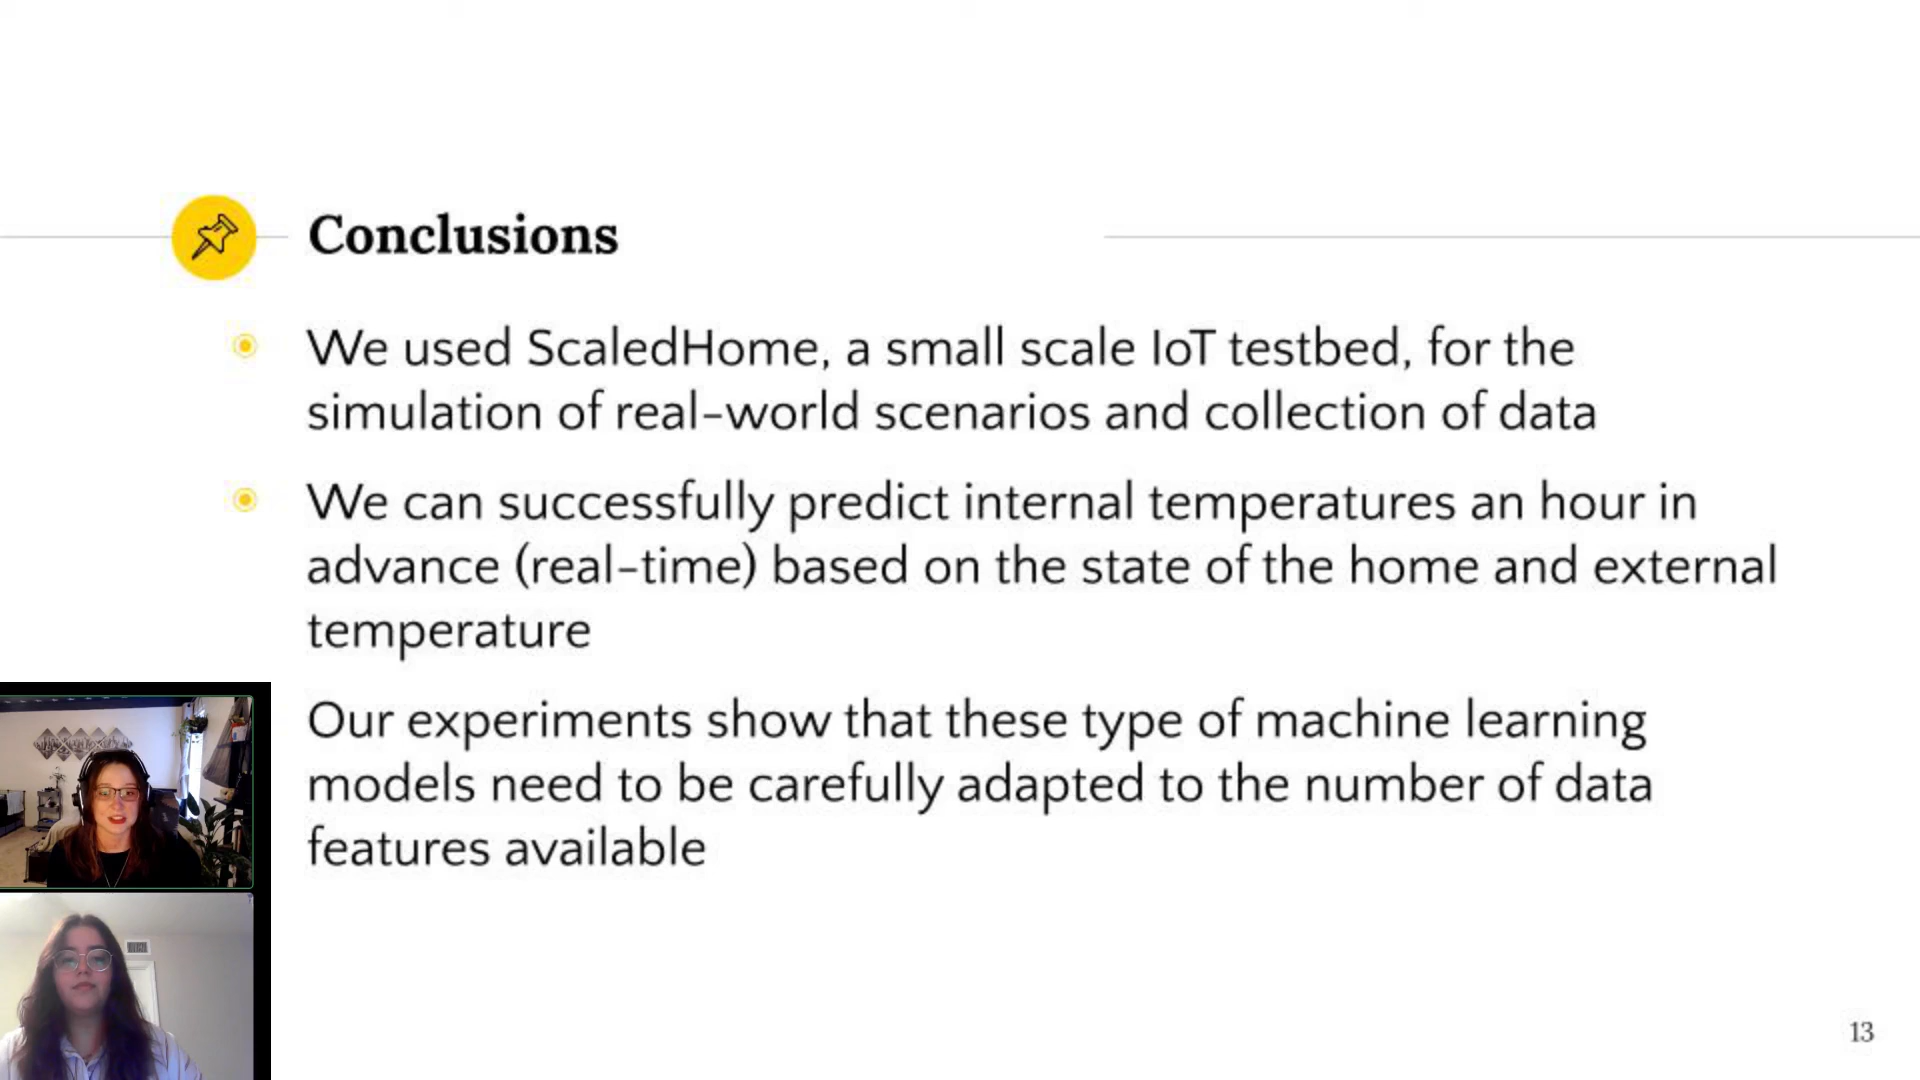 Conclusions
We used ScaledHome, a small scale IoT testbed, for the
simulation of real-world scenarios and collection of data
We can successfully predict internal temperatures an hour in
advance (real-time) based on the state of the home and external
temperature
Our experiments show that these type of machine learning
models need to be carefully adapted to the number of data
features available
13